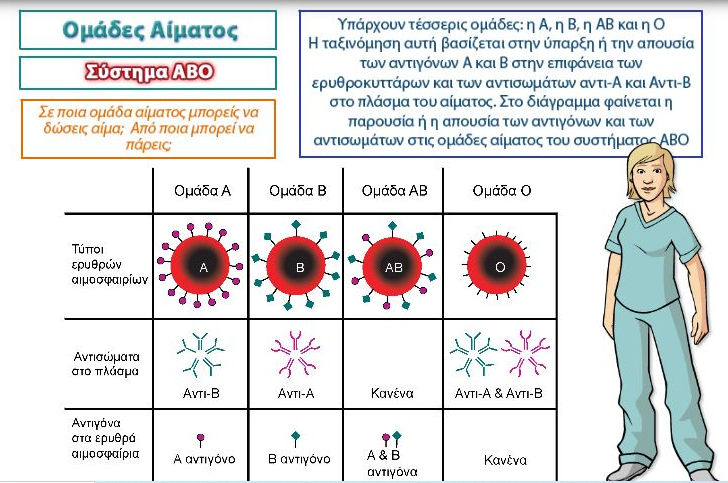 Ομάδες Αίματος
Σύστημα ΑΒΟ
Σε ποια ομάδα αίματος μπορείς να
δώσεις αίμα; Από ποια μπορεί να
πάρεις;
Υπάρχουν τέσσερις ομάδες: η Α, η Β, η ΑΒ και η Ο
Η ταξινόμηση αυτή βασίζεται στην ύπαρξη ή την απουσία
των αντιγόνων Α και Β στην επιφάνεια των
ερυθροκυττάρων και των αντισωμάτων αντι-Α και Αντι-Β
στο πλάσμα του αίματος. Στο διάγραμμα φαίνεται η
παρουσία ή η απουσία των αντιγόνων και των
αντισωμάτων στις ομάδες αίματος του συστήματος ΑΒΟ
Ομάδα Α
Ομάδα Β
Ομάδα ΑΒ
Ομάδα Ο
Τύποι
ερυθρών
αιμοσφαιρίων
Α
Β
ΑΒ
Ο
Αντισώματα
στο πλάσμα
Αντι-Β
Αντι-Α
Κανένα
Αντι-Α & Αντι-Β
Αντιγόνα
στα ερυθρά
αιμοσφαίρια
Α αντιγόνο
Β αντιγόνο
Α & Β
αντιγόνα
Κανένα